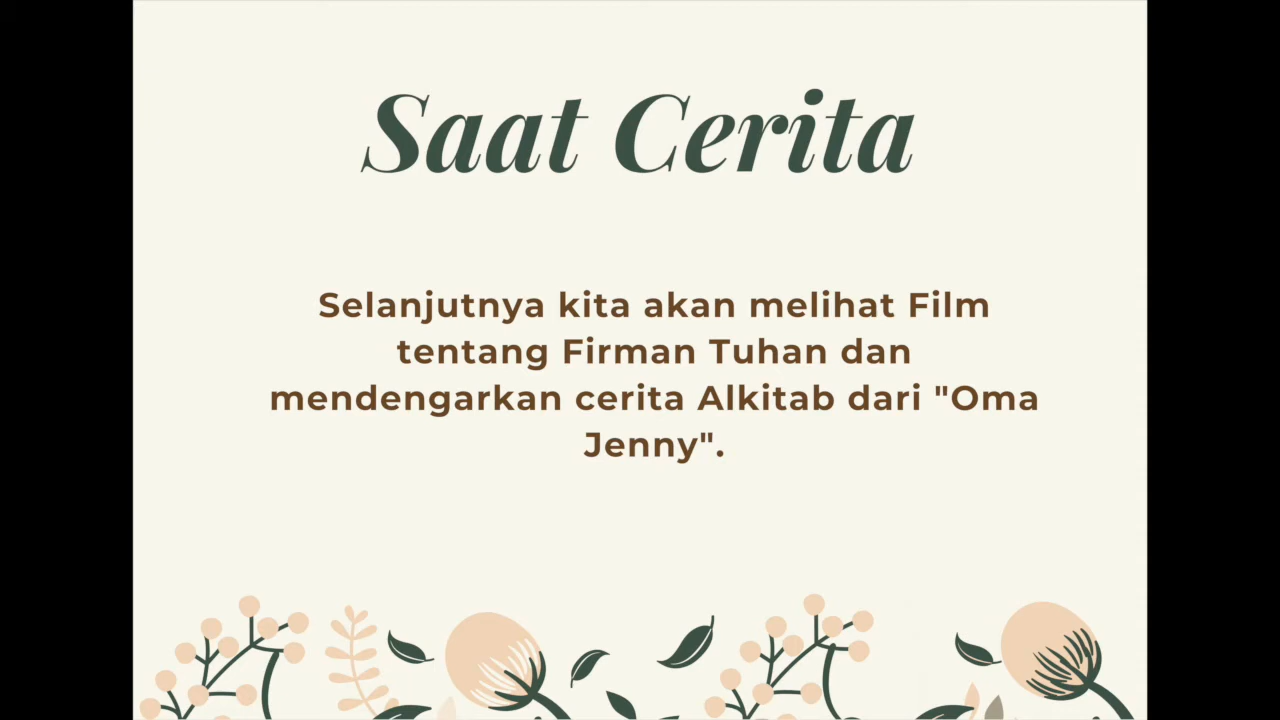 Saat Cerita
Selanjutnya kita akan melihat Film
tentang Firman Tuhan dan
mendengarkan cerita Alkitab dari "Oma
Jenny".